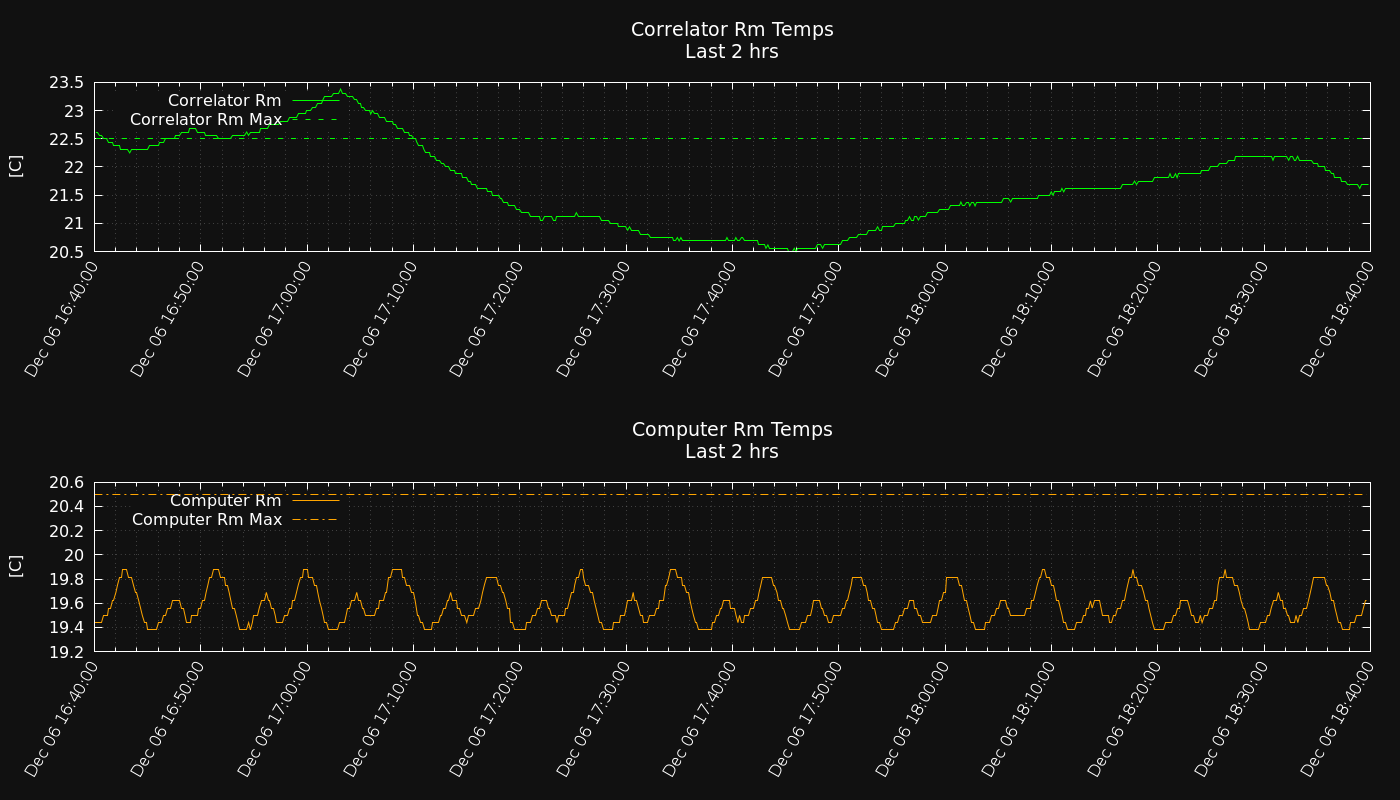 Correlator Rm Temps
Last 2 hrs
[C]
23.5
23
22.5
22
21.5
21
20.5
Correlator Rm
Correlator Rm Max
Dec 06 16:40:00
Dec 06 16:50:00
Dec 06 17:00:00
Dec 06 17:10:00
Dec 06 17:20:00
Dec 06 17:30:00
Dec 06 17:40:00
Dec 06 17:50:00
Dec 06 18:00:00
Dec 06 18:10:00
Dec 06 18:20:00
Dec 06 18:30:00
Dec 06 18:40:00
Computer Rm Temps
Last 2 hrs
[C]
20.6
20.4
20.2
20
19.8
19.6
19.4
19.2
Computer Rm
Computer Rm Max
Dec 06 16:40:00
Dec 06 16:50:00
Dec 06 17:00:00
Dec 06 17:10:00
Dec 06 17:20:00
Dec 06 17:30:00
Dec 06 17:40:00
Dec 06 17:50:00
Dec 06 18:00:00
Dec 06 18:10:00
Dec 06 18:20:00
Dec 06 18:30:00
Dec 06 18:40:00